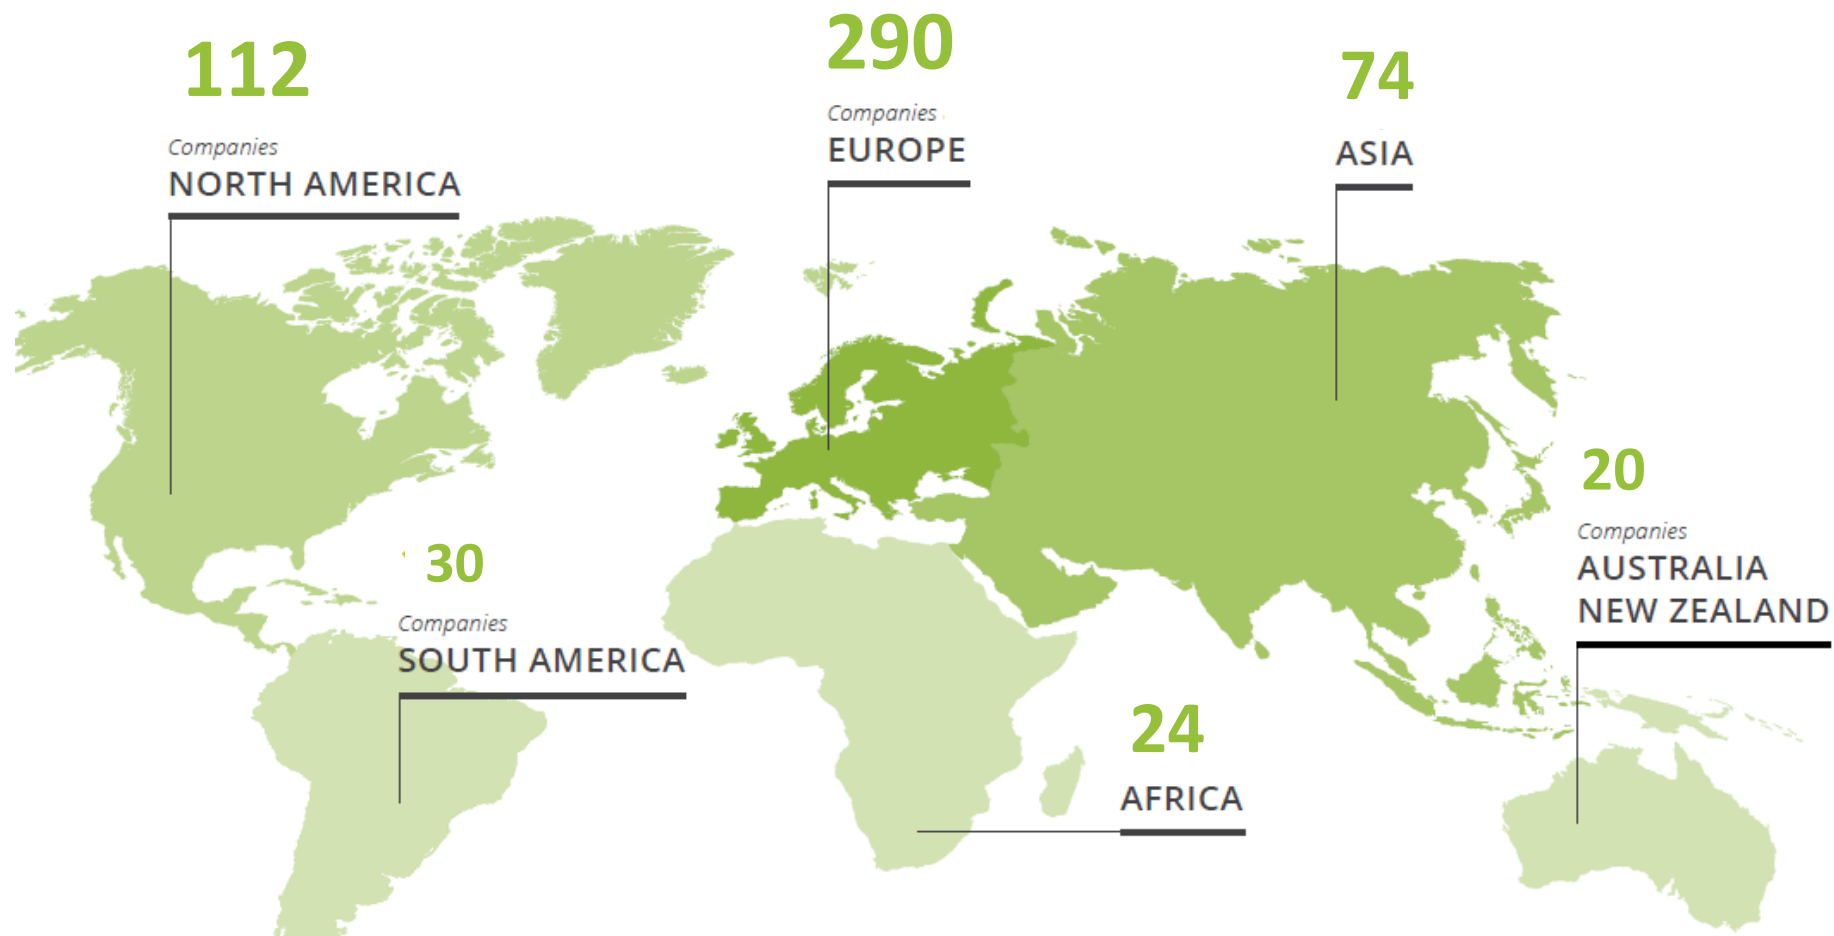 112
Companies
NORTH AMERICA
290
Companies
EUROPE
74
ASIA
30
Companies
SOUTH AMERICA
24
AFRICA
20
Companies
AUSTRALIA
NEW ZEALAND